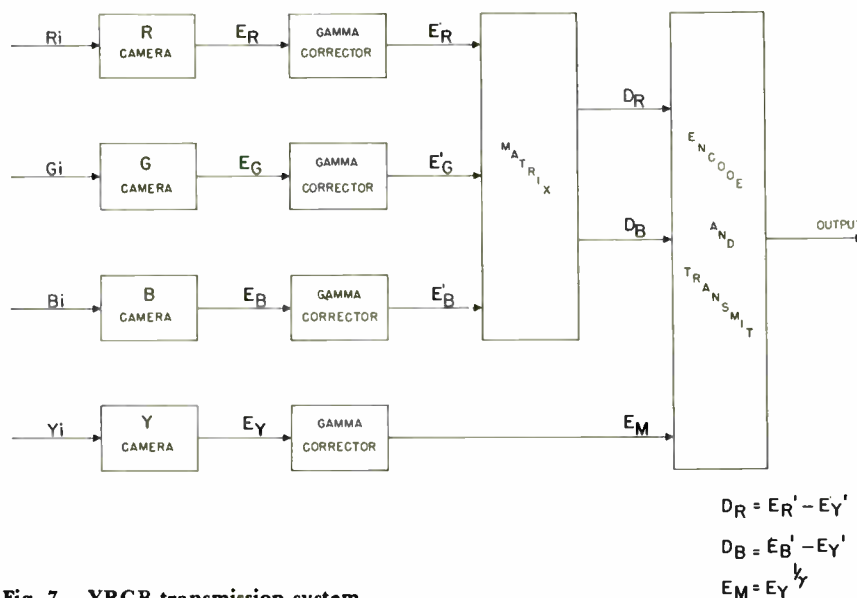 Ri R CAMERA ER GAMMA CORRECTOR E'R
Gi G CAMERA EG GAMMA CORRECTOR E'G
Bi B CAMERA EB GAMMA CORRECTOR E'B
Yi Y CAMERA EY GAMMA CORRECTOR EM
MATRIX
DR
DB
ENCODE AND TRANSMIT
OUTPUT
DR = ER' − EY'
DB = EB' − EY'
EM = EY^1/γ
Fig. 7 YRGB transmission system